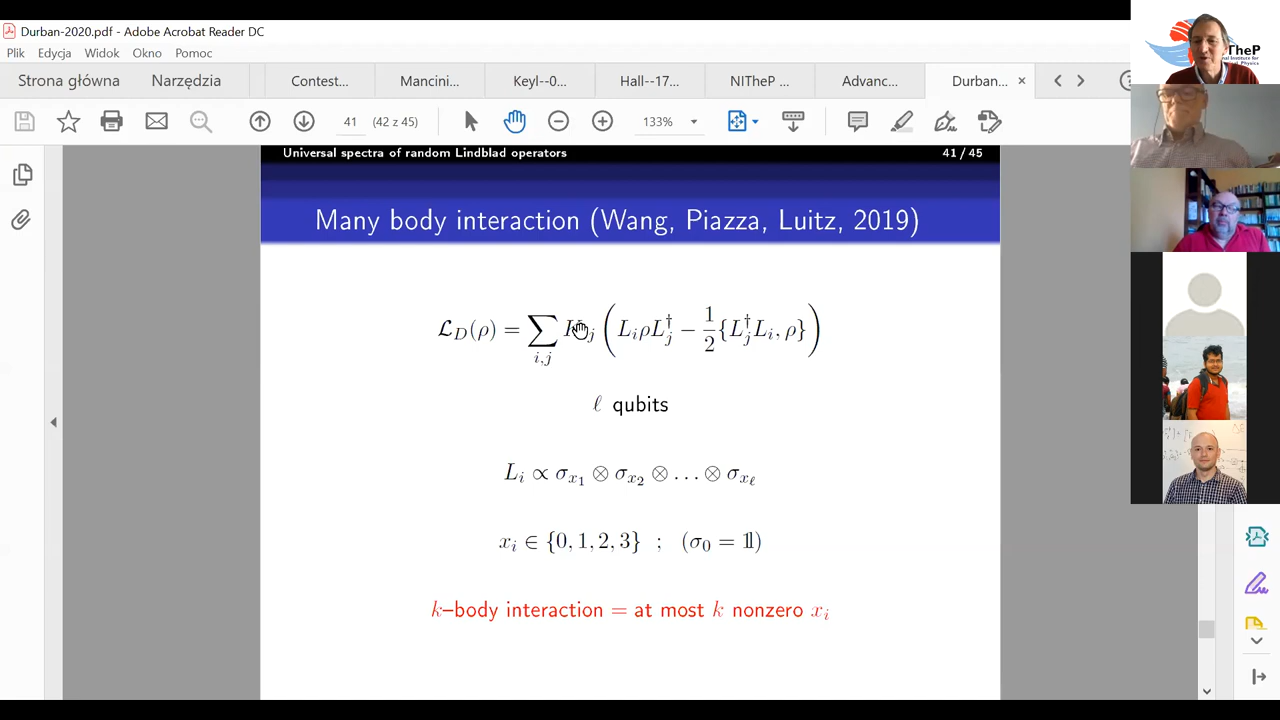 Durban-2020.pdf - Adobe Acrobat Reader DC
Plik Edycja Widok Okno Pomoc
Strona główna Narzędzia Contest... Mancini... Keyl--0... Hall--17... NITheP ... Advanc... Durban... ×
41 (42 z 45) 133%
Universal spectra of random Lindblad operators 41 / 45
Many body interaction (Wang, Piazza, Luitz, 2019)
𝓛_D(ρ) = ∑_{i,j} K_{ij} ( L_i ρ L_j^† − 1/2 {L_j^† L_i, ρ} )
ℓ qubits
L_i ∝ σ_{x_1} ⊗ σ_{x_2} ⊗ … ⊗ σ_{x_ℓ}
x_i ∈ {0, 1, 2, 3} ; (σ_0 = 𝟙)
k–body interaction = at most k nonzero x_i
TheP